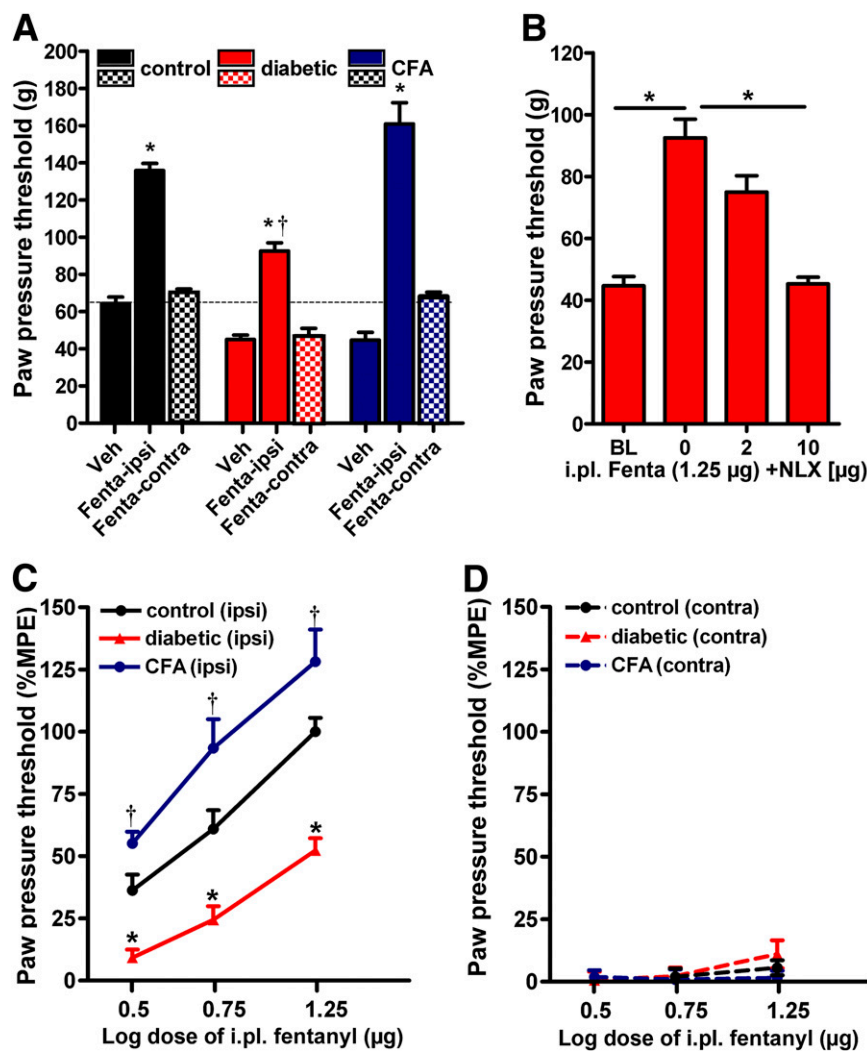 A
Paw pressure threshold (g)
200
180
160
140
120
100
80
60
40
20
0
control
diabetic
CFA
*
*†
*
Veh
Fenta-ipsi
Fenta-contra
Veh
Fenta-ipsi
Fenta-contra
Veh
Fenta-ipsi
Fenta-contra
B
Paw pressure threshold (g)
120
100
80
60
40
20
0
*
*
BL 0 2 10
i.pl. Fenta (1.25 µg) +NLX [µg]
C
Paw pressure threshold (%MPE)
150
125
100
75
50
25
0
control (ipsi)
diabetic (ipsi)
CFA (ipsi)
†
†
†
*
*
*
0.5 0.75 1.25
Log dose of i.pl. fentanyl (µg)
D
Paw pressure threshold (%MPE)
150
125
100
75
50
25
0
control (contra)
diabetic (contra)
CFA (contra)
0.5 0.75 1.25
Log dose of i.pl. fentanyl (µg)